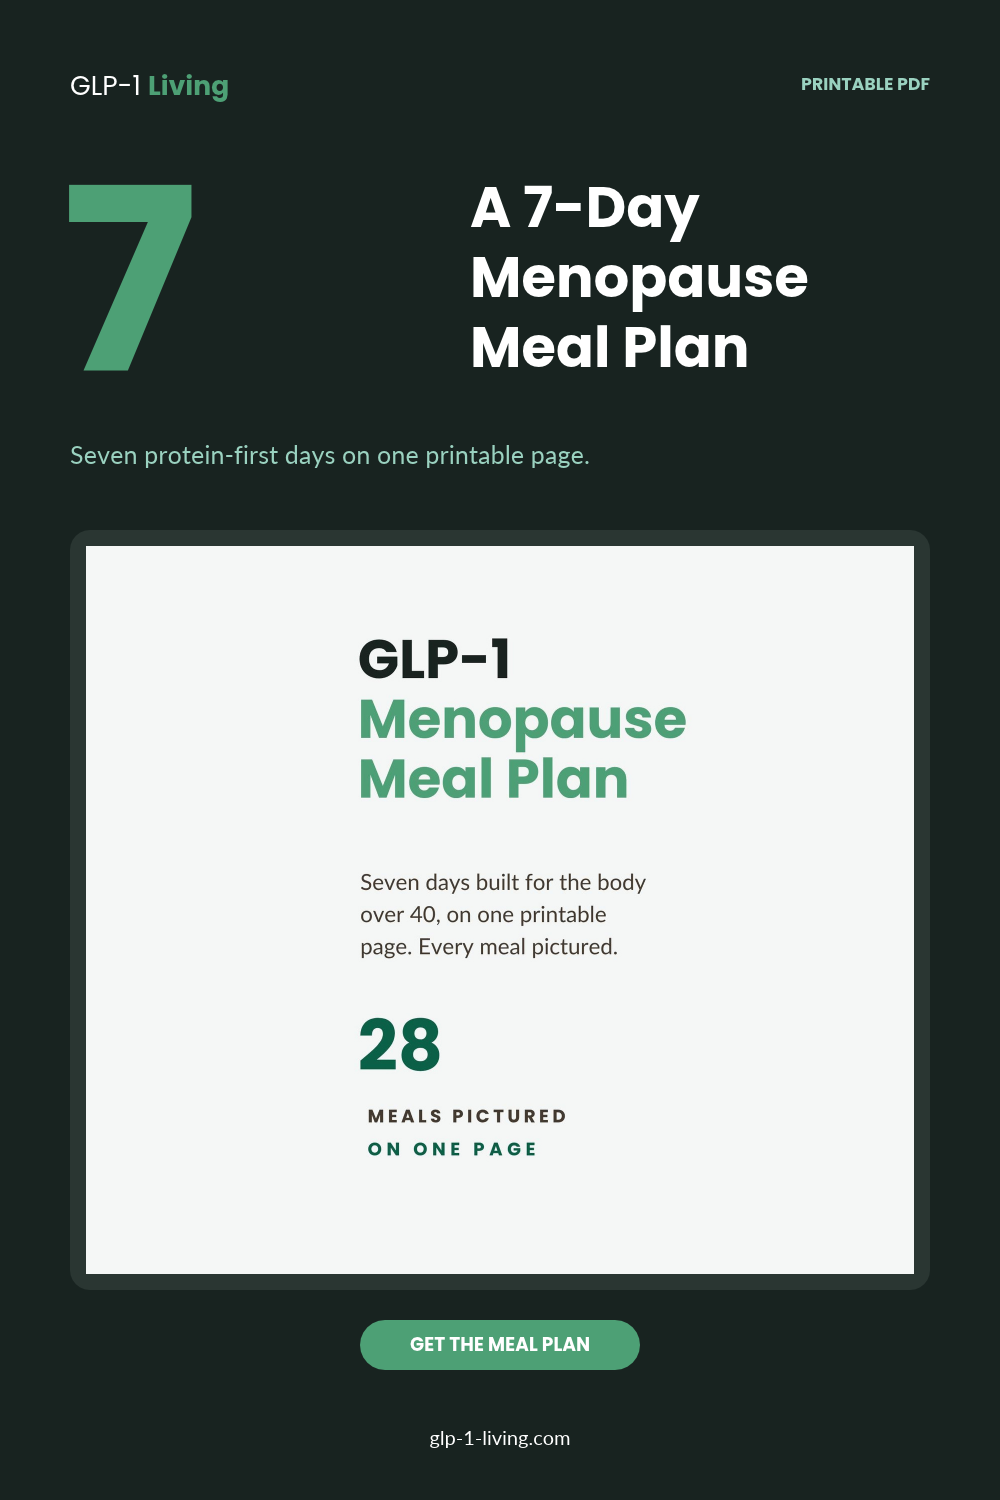 GLP-1 Living
PRINTABLE PDF
7
A 7-Day
Menopause
Meal Plan
Seven protein-first days on one printable page.
GLP-1
Menopause
Meal Plan
Seven days built for the body
over 40, on one printable
page. Every meal pictured.
28
MEALS PICTURED
ON ONE PAGE
GET THE MEAL PLAN
glp-1-living.com